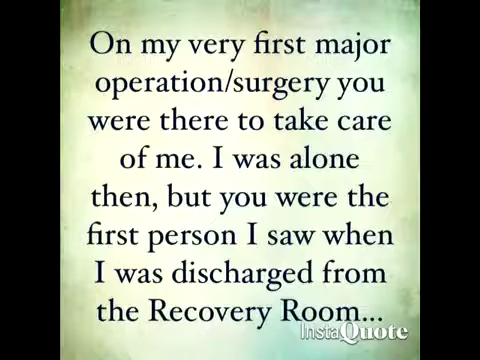 On my very first major
operation/surgery you
were there to take care
of me. I was alone
then, but you were the
first person I saw when
I was discharged from
the Recovery Room...
InstaQuote